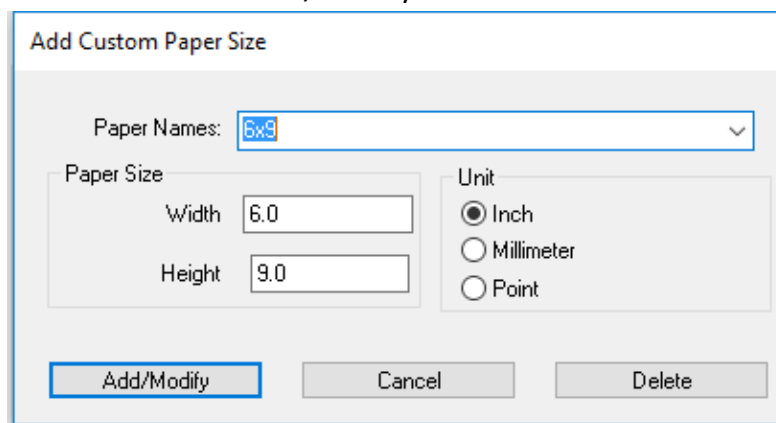 Add Custom Paper Size
Paper Names: 6x9
Paper Size
Width 6.0
Height 9.0
Unit
Inch
Millimeter
Point
Add/Modify Cancel Delete